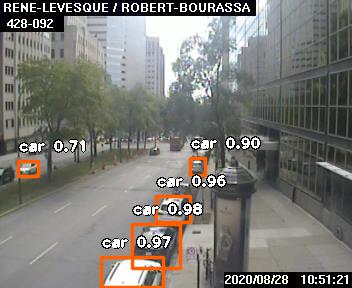 RENE-LEVESQUE / ROBERT-BOURASSA
428-092
car 0.71
car 0.90
car 0.96
car 0.98
car 0.97
2020/08/28 10:51:21